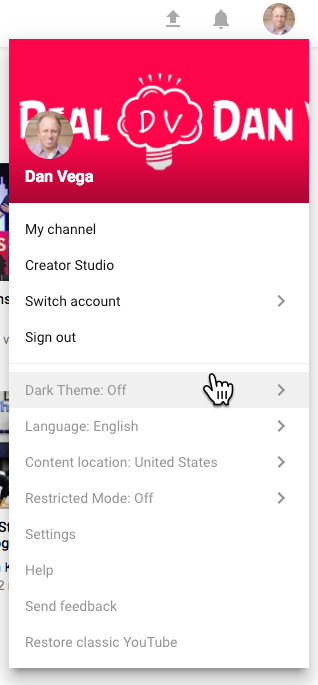 REAL DV DAN V
Dan Vega
My channel
Creator Studio
Switch account
Sign out
Dark Theme: Off
Language: English
Content location: United States
Restricted Mode: Off
Settings
Help
Send feedback
Restore classic YouTube